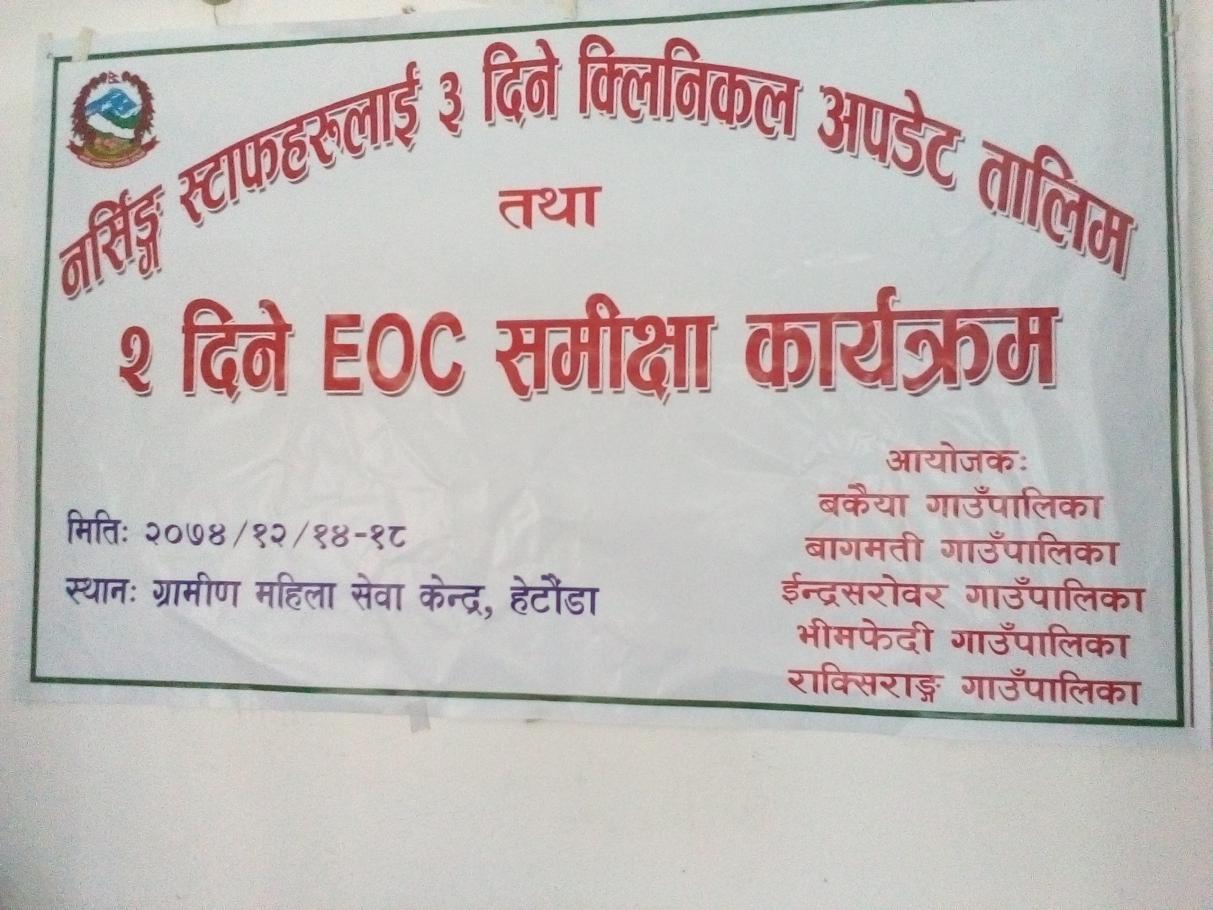 नर्सिङ्ग स्टाफहरूलाई ३ दिने क्लिनिकल अपडेट तालिम
तथा
२ दिने EOC समीक्षा कार्यक्रम
मितिः २०७४/१२/१४-१८
स्थानः ग्रामीण महिला सेवा केन्द्र, हेटौंडा
आयोजकः
बकैया गाउँपालिका
बागमती गाउँपालिका
ईन्द्रसरोवर गाउँपालिका
भीमफेदी गाउँपालिका
राक्सिराङ्ग गाउँपालिका